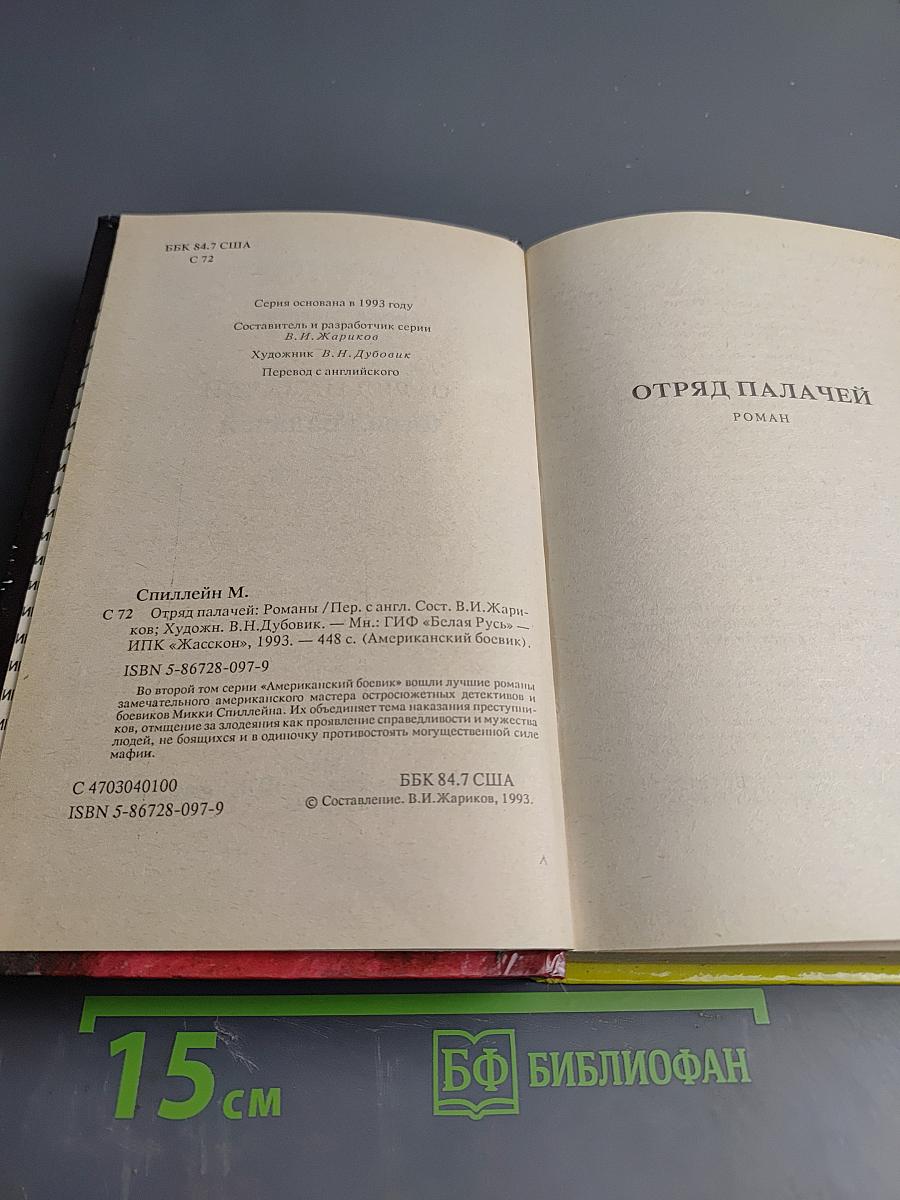 ББК 84.7 США
С 72
Серия основана в 1993 году
Составитель и разработчик серии
В.И.Жариков
Художник В.Н.Дубовик
Перевод с английского
Спиллейн М.
С 72 Отряд палачей: Романы /Пер. с англ. Сост. В.И.Жари-
ков; Художн. В.Н.Дубовик. — Мн.: ГИФ «Белая Русь» —
ИПК «Жасскон», 1993. — 448 с. (Американский боевик).
ISBN 5-86728-097-9
Во второй том серии «Американский боевик» вошли лучшие романы
замечательного американского мастера остросюжетных детективов и
боевиков Микки Спиллейна. Их объединяет тема наказания преступни-
ков, отмщение за злодеяния как проявление справедливости и мужества
людей, не боящихся и в одиночку противостоять могущественной силе
мафии.
С 4703040100
ББК 84.7 США
ISBN 5-86728-097-9
© Составление. В.И.Жариков, 1993.
ОТРЯД ПАЛАЧЕЙ
РОМАН
15 см
БФ БИБЛИОФАН